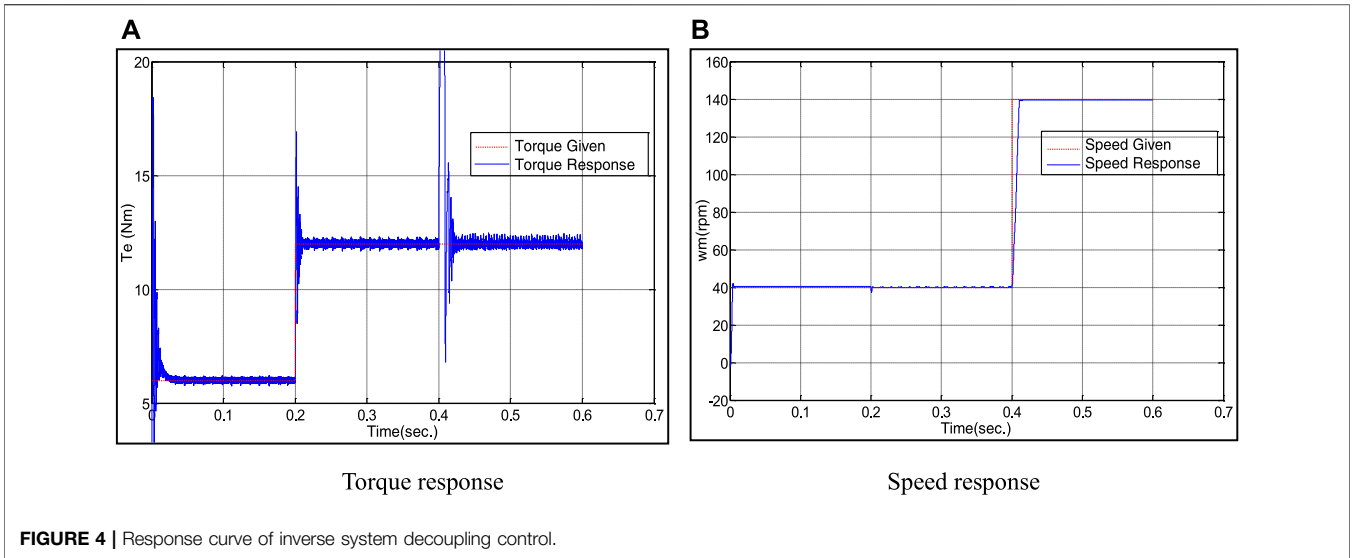 A
20
15
10
5
Te (Nm)
Torque Given
Torque Response
0 0.1 0.2 0.3 0.4 0.5 0.6 0.7
Time(sec.)
Torque response
B
160
140
120
100
80
60
40
20
0
-20
wm(rpm)
Speed Given
Speed Response
0 0.1 0.2 0.3 0.4 0.5 0.6 0.7
Time(sec.)
Speed response
FIGURE 4 | Response curve of inverse system decoupling control.